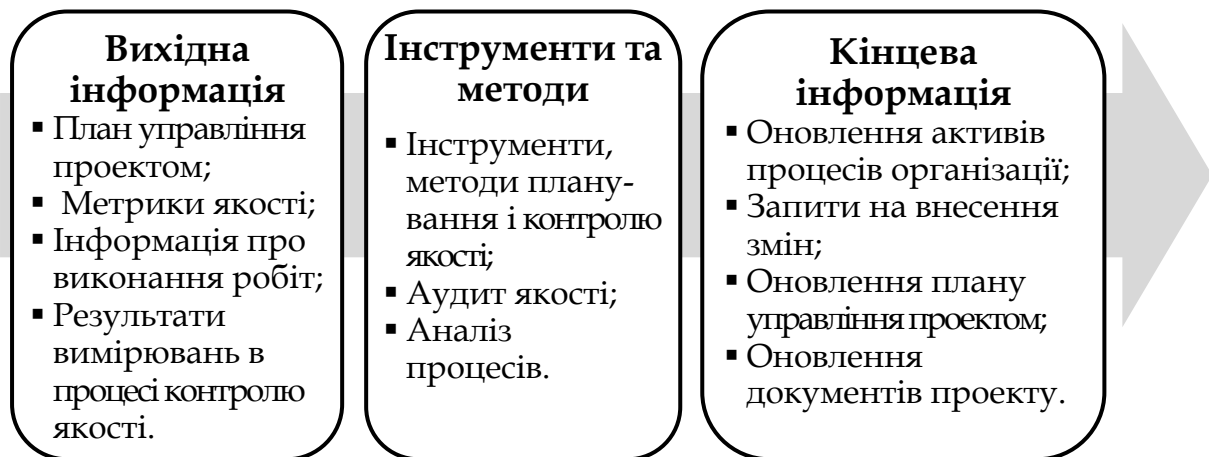 Вихідна
інформація
▪ План управління
проектом;
▪ Метрики якості;
▪ Інформація про
виконання робіт;
▪ Результати
вимірювань в
процесі контролю
якості.
Інструменти та
методи
▪ Інструменти,
методи плану-
вання і контролю
якості;
▪ Аудит якості;
▪ Аналіз
процесів.
Кінцева
інформація
▪ Оновлення активів
процесів організації;
▪ Запити на внесення
змін;
▪ Оновлення плану
управління проектом;
▪ Оновлення
документів проекту.